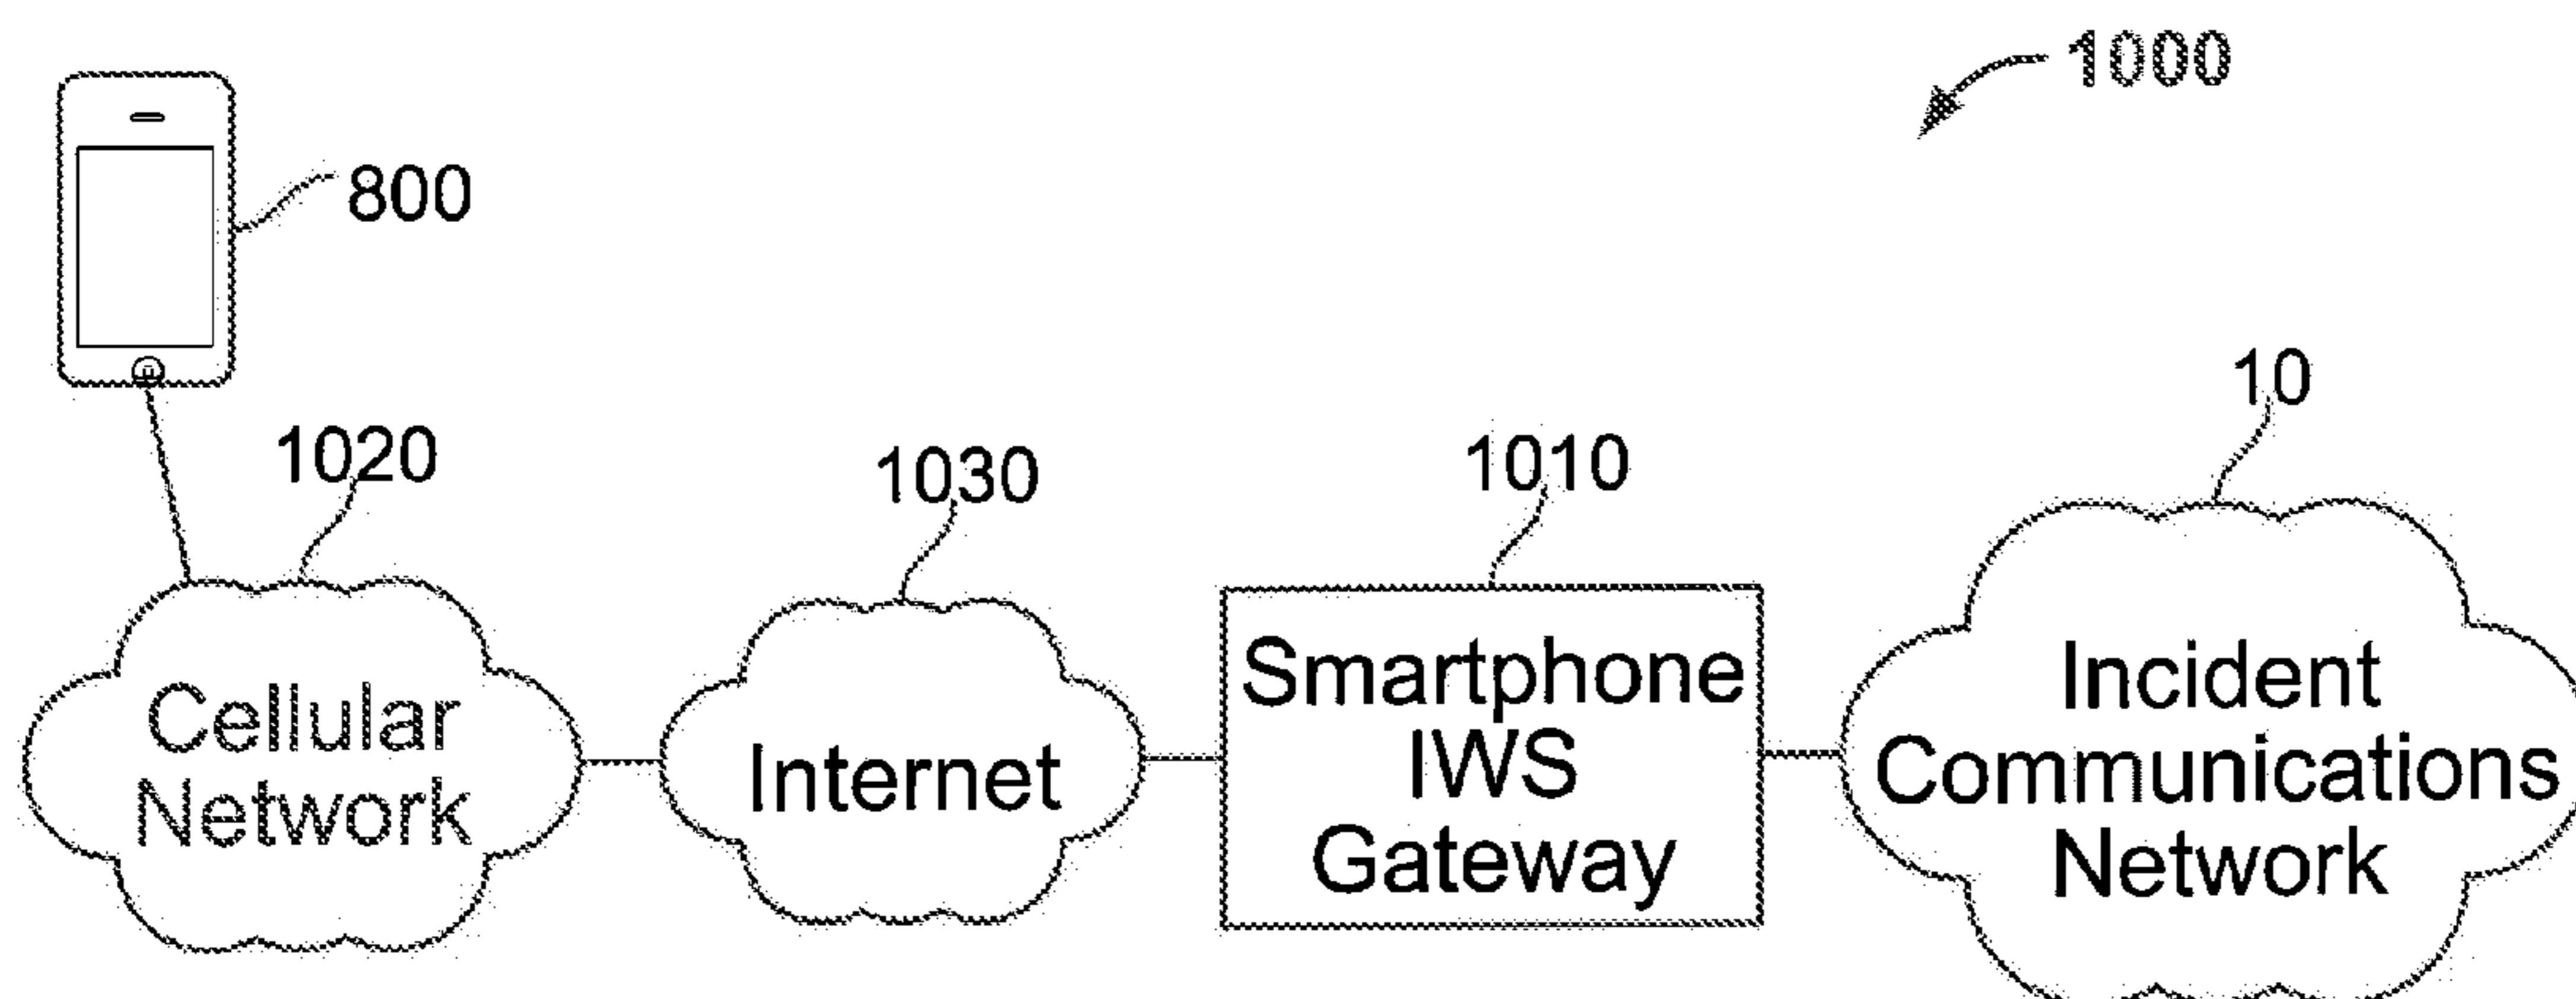 1000
800
10
1020
1030
1010
Cellular
Network
Internet
Smartphone
IWS
Gateway
Incident
Communications
Network